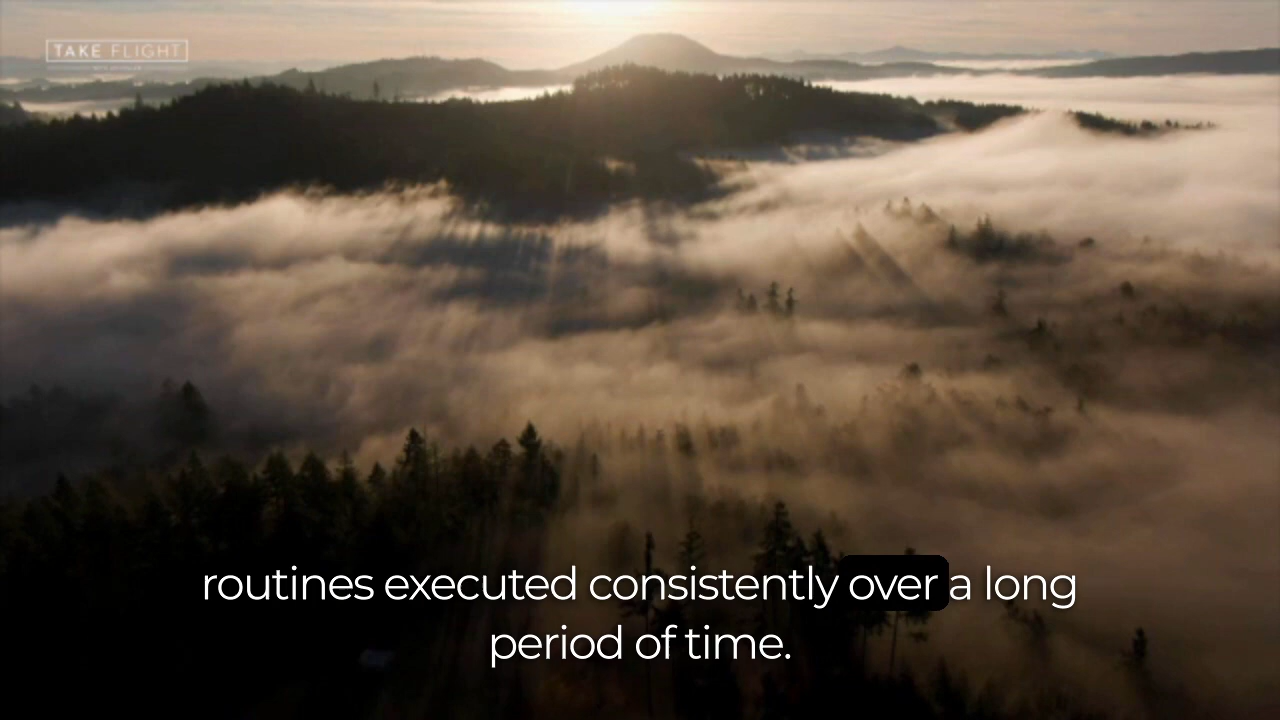 TAKE FLIGHT
routines executed consistently over a long
period of time.